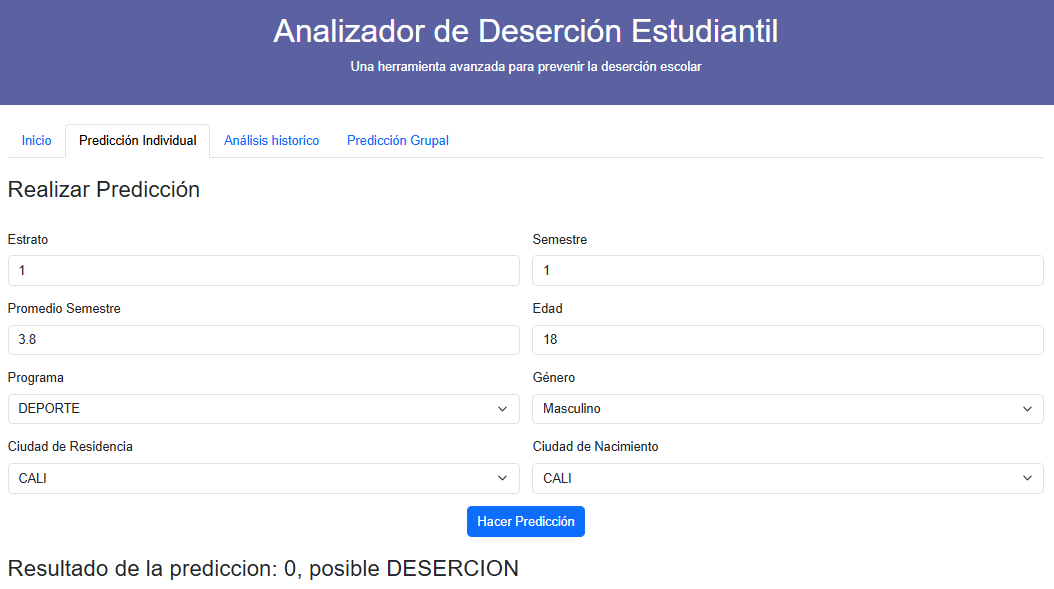 Analizador de Deserción Estudiantil
Una herramienta avanzada para prevenir la deserción escolar
Inicio Predicción Individual Análisis historico Predicción Grupal
Realizar Predicción
Estrato Semestre
1 1
Promedio Semestre Edad
3.8 18
Programa Género
DEPORTE Masculino
Ciudad de Residencia Ciudad de Nacimiento
CALI CALI
Hacer Predicción
Resultado de la prediccion: 0, posible DESERCION